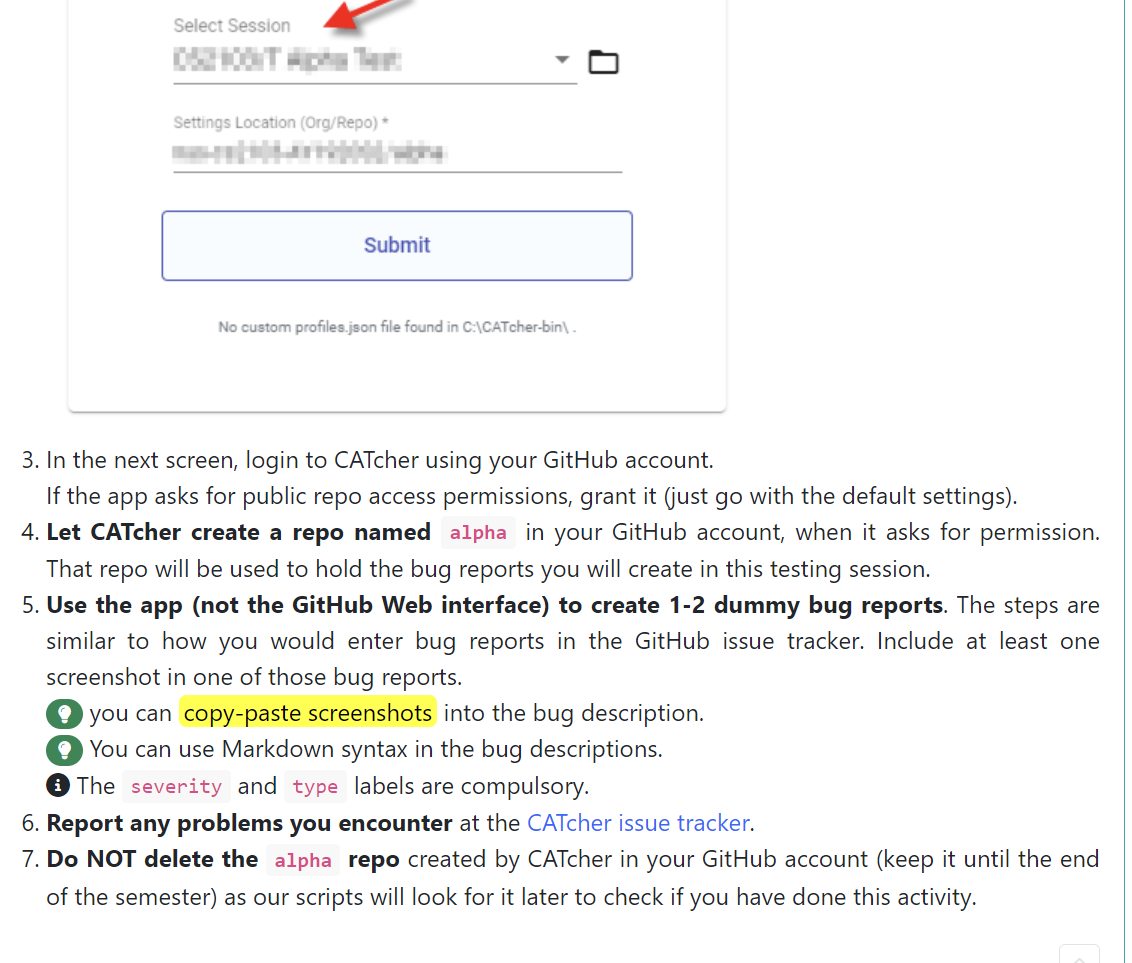 Select Session
Settings Location (Org/Repo) *
Submit
No custom profiles.json file found in C:\CATcher-bin\ .
3. In the next screen, login to CATcher using your GitHub account.
If the app asks for public repo access permissions, grant it (just go with the default settings).
4. Let CATcher create a repo named alpha in your GitHub account, when it asks for permission.
That repo will be used to hold the bug reports you will create in this testing session.
5. Use the app (not the GitHub Web interface) to create 1-2 dummy bug reports. The steps are
similar to how you would enter bug reports in the GitHub issue tracker. Include at least one
screenshot in one of those bug reports.
you can copy-paste screenshots into the bug description.
You can use Markdown syntax in the bug descriptions.
The severity and type labels are compulsory.
6. Report any problems you encounter at the CATcher issue tracker.
7. Do NOT delete the alpha repo created by CATcher in your GitHub account (keep it until the end
of the semester) as our scripts will look for it later to check if you have done this activity.